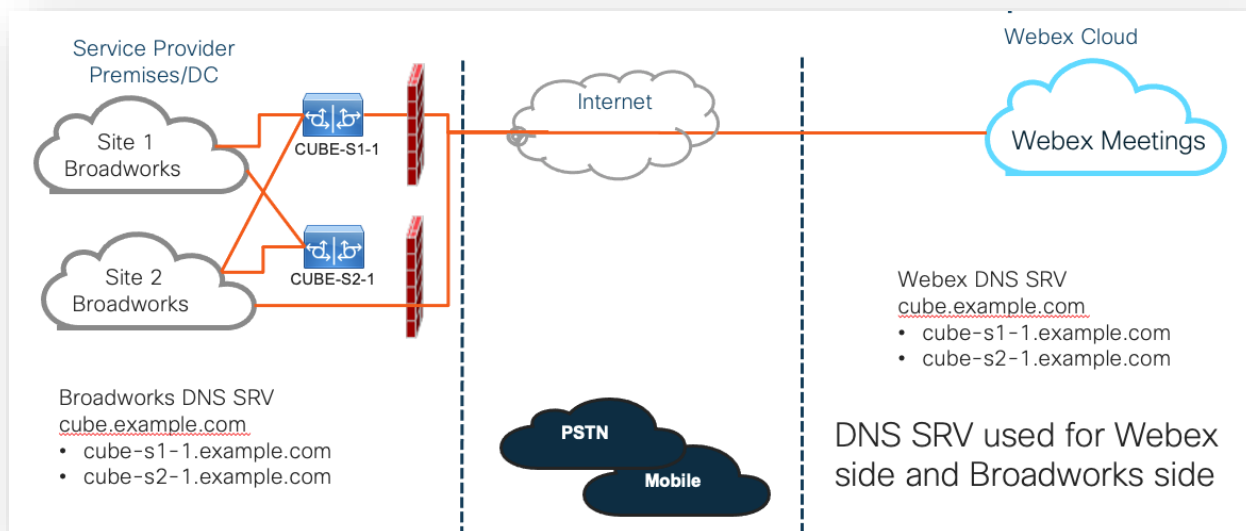 Service Provider
Premises/DC
Site 1
Broadworks
CUBE-S1-1
Site 2
Broadworks
CUBE-S2-1
Internet
Webex Cloud
Webex Meetings
Broadworks DNS SRV
cube.example.com
• cube-s1-1.example.com
• cube-s2-1.example.com
PSTN
Mobile
Webex DNS SRV
cube.example.com
• cube-s1-1.example.com
• cube-s2-1.example.com
DNS SRV used for Webex
side and Broadworks side